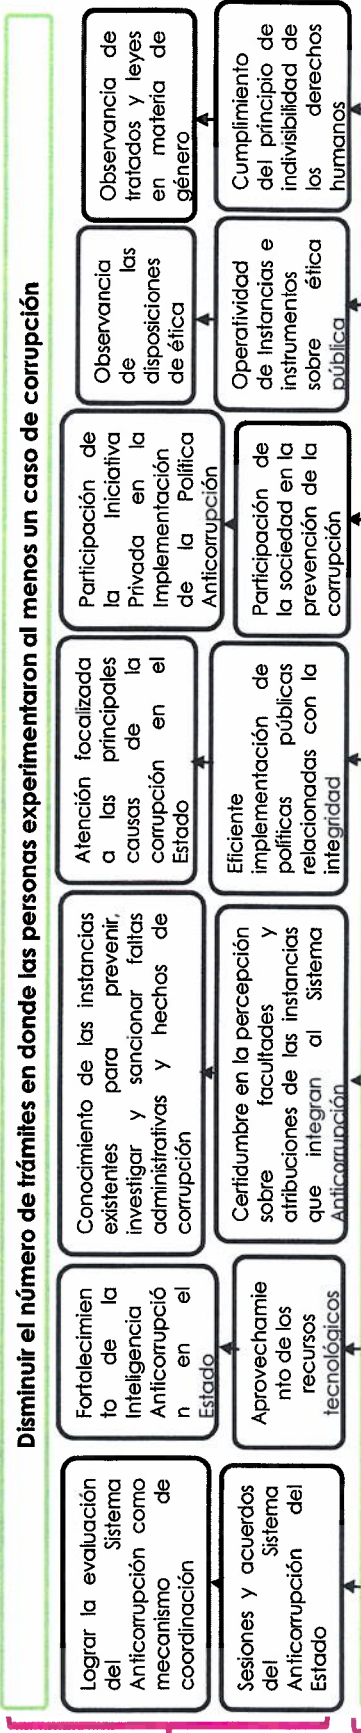 Disminuir el número de trámites en donde las personas experimentaron al menos un caso de corrupción
Lograr la evaluación
del Sistema
Anticorrupción como
mecanismo de
coordinación
Fortalecimien
to de la
Inteligencia
Anticorrupció
n en el
Estado
Conocimiento de las instancias
existentes para prevenir,
investigar y sancionar faltas
administrativas y hechos de
corrupción
Atención focalizada
a las principales
causas de la
corrupción en el
Estado
Participación de
la Iniciativa
Privada en la
Implementación
de la Política
Anticorrupción
Observancia
de las
disposiciones
de ética
Observancia de
tratados y leyes
en materia de
género
Sesiones y acuerdos
del Sistema
Anticorrupción del
Estado
Aprovechamie
nto de los
recursos
tecnológicos
Certidumbre en la percepción
sobre facultades y
atribuciones de las instancias
que integran al Sistema
Anticorrupción
Eficiente
implementación de
políticas públicas
relacionadas con la
integridad
Participación de
la sociedad en la
prevención de la
corrupción
Operatividad
de Instancias e
instrumentos
sobre ética
pública
Cumplimiento
del principio de
indivisibilidad de
los derechos
humanos